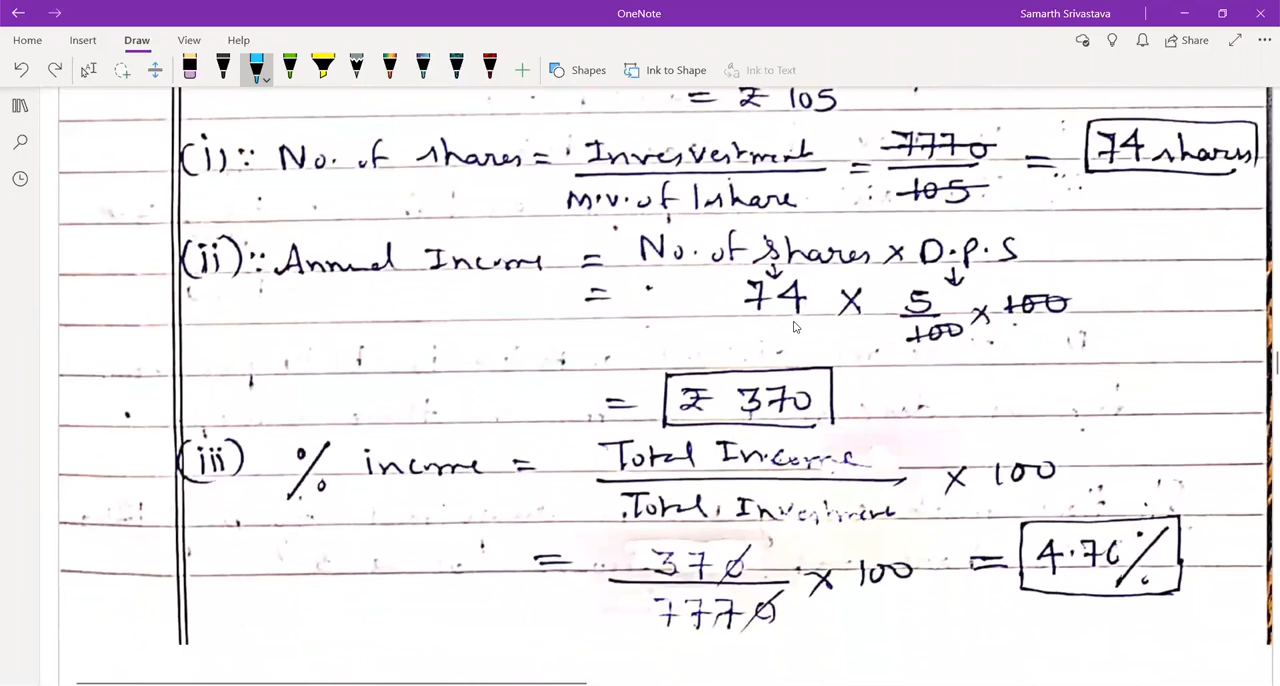 OneNote
Samarth Srivastava
Home Insert Draw View Help
Share
Shapes Ink to Shape Ink to Text
= ₹ 105
(i) ∵ No. of shares = Invesvestment / m.v. of 1 share = 7770 / 105 = 74 shares
(ii) ∵ Annual Income = No. of shares x D.p.S
= 74 x 5/100 x 100
= ₹ 370
(iii) % income = Total Income / Total Investment x 100
= 370 / 7770 x 100 = 4.76%